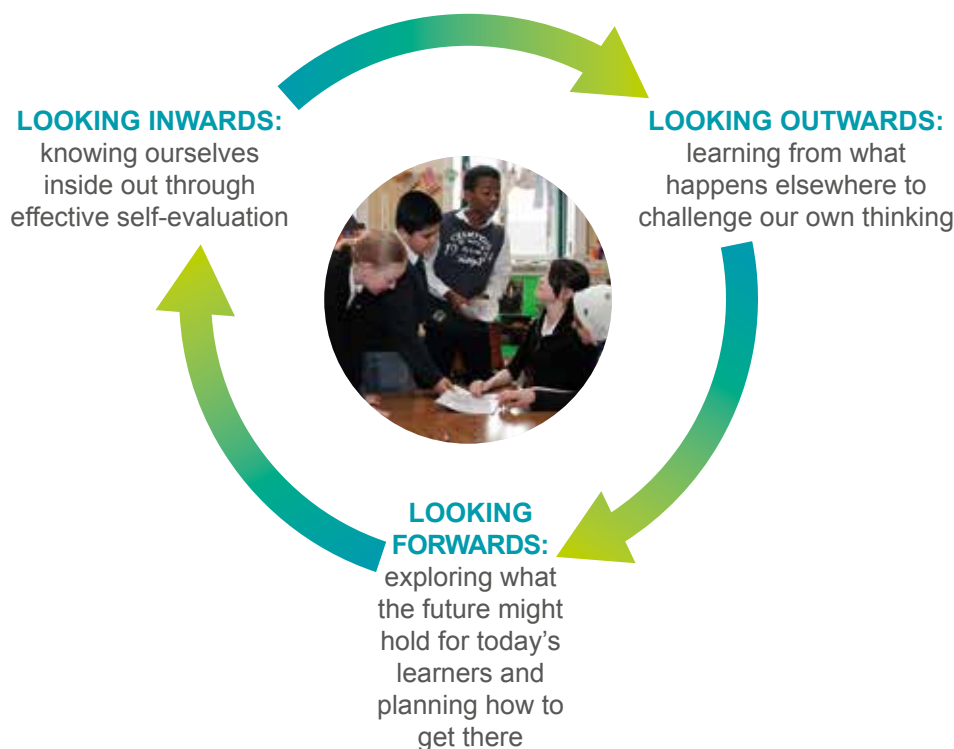 LOOKING INWARDS:
knowing ourselves
inside out through
effective self-evaluation
LOOKING OUTWARDS:
learning from what
happens elsewhere to
challenge our own thinking
LOOKING
FORWARDS:
exploring what
the future might
hold for today’s
learners and
planning how to
get there